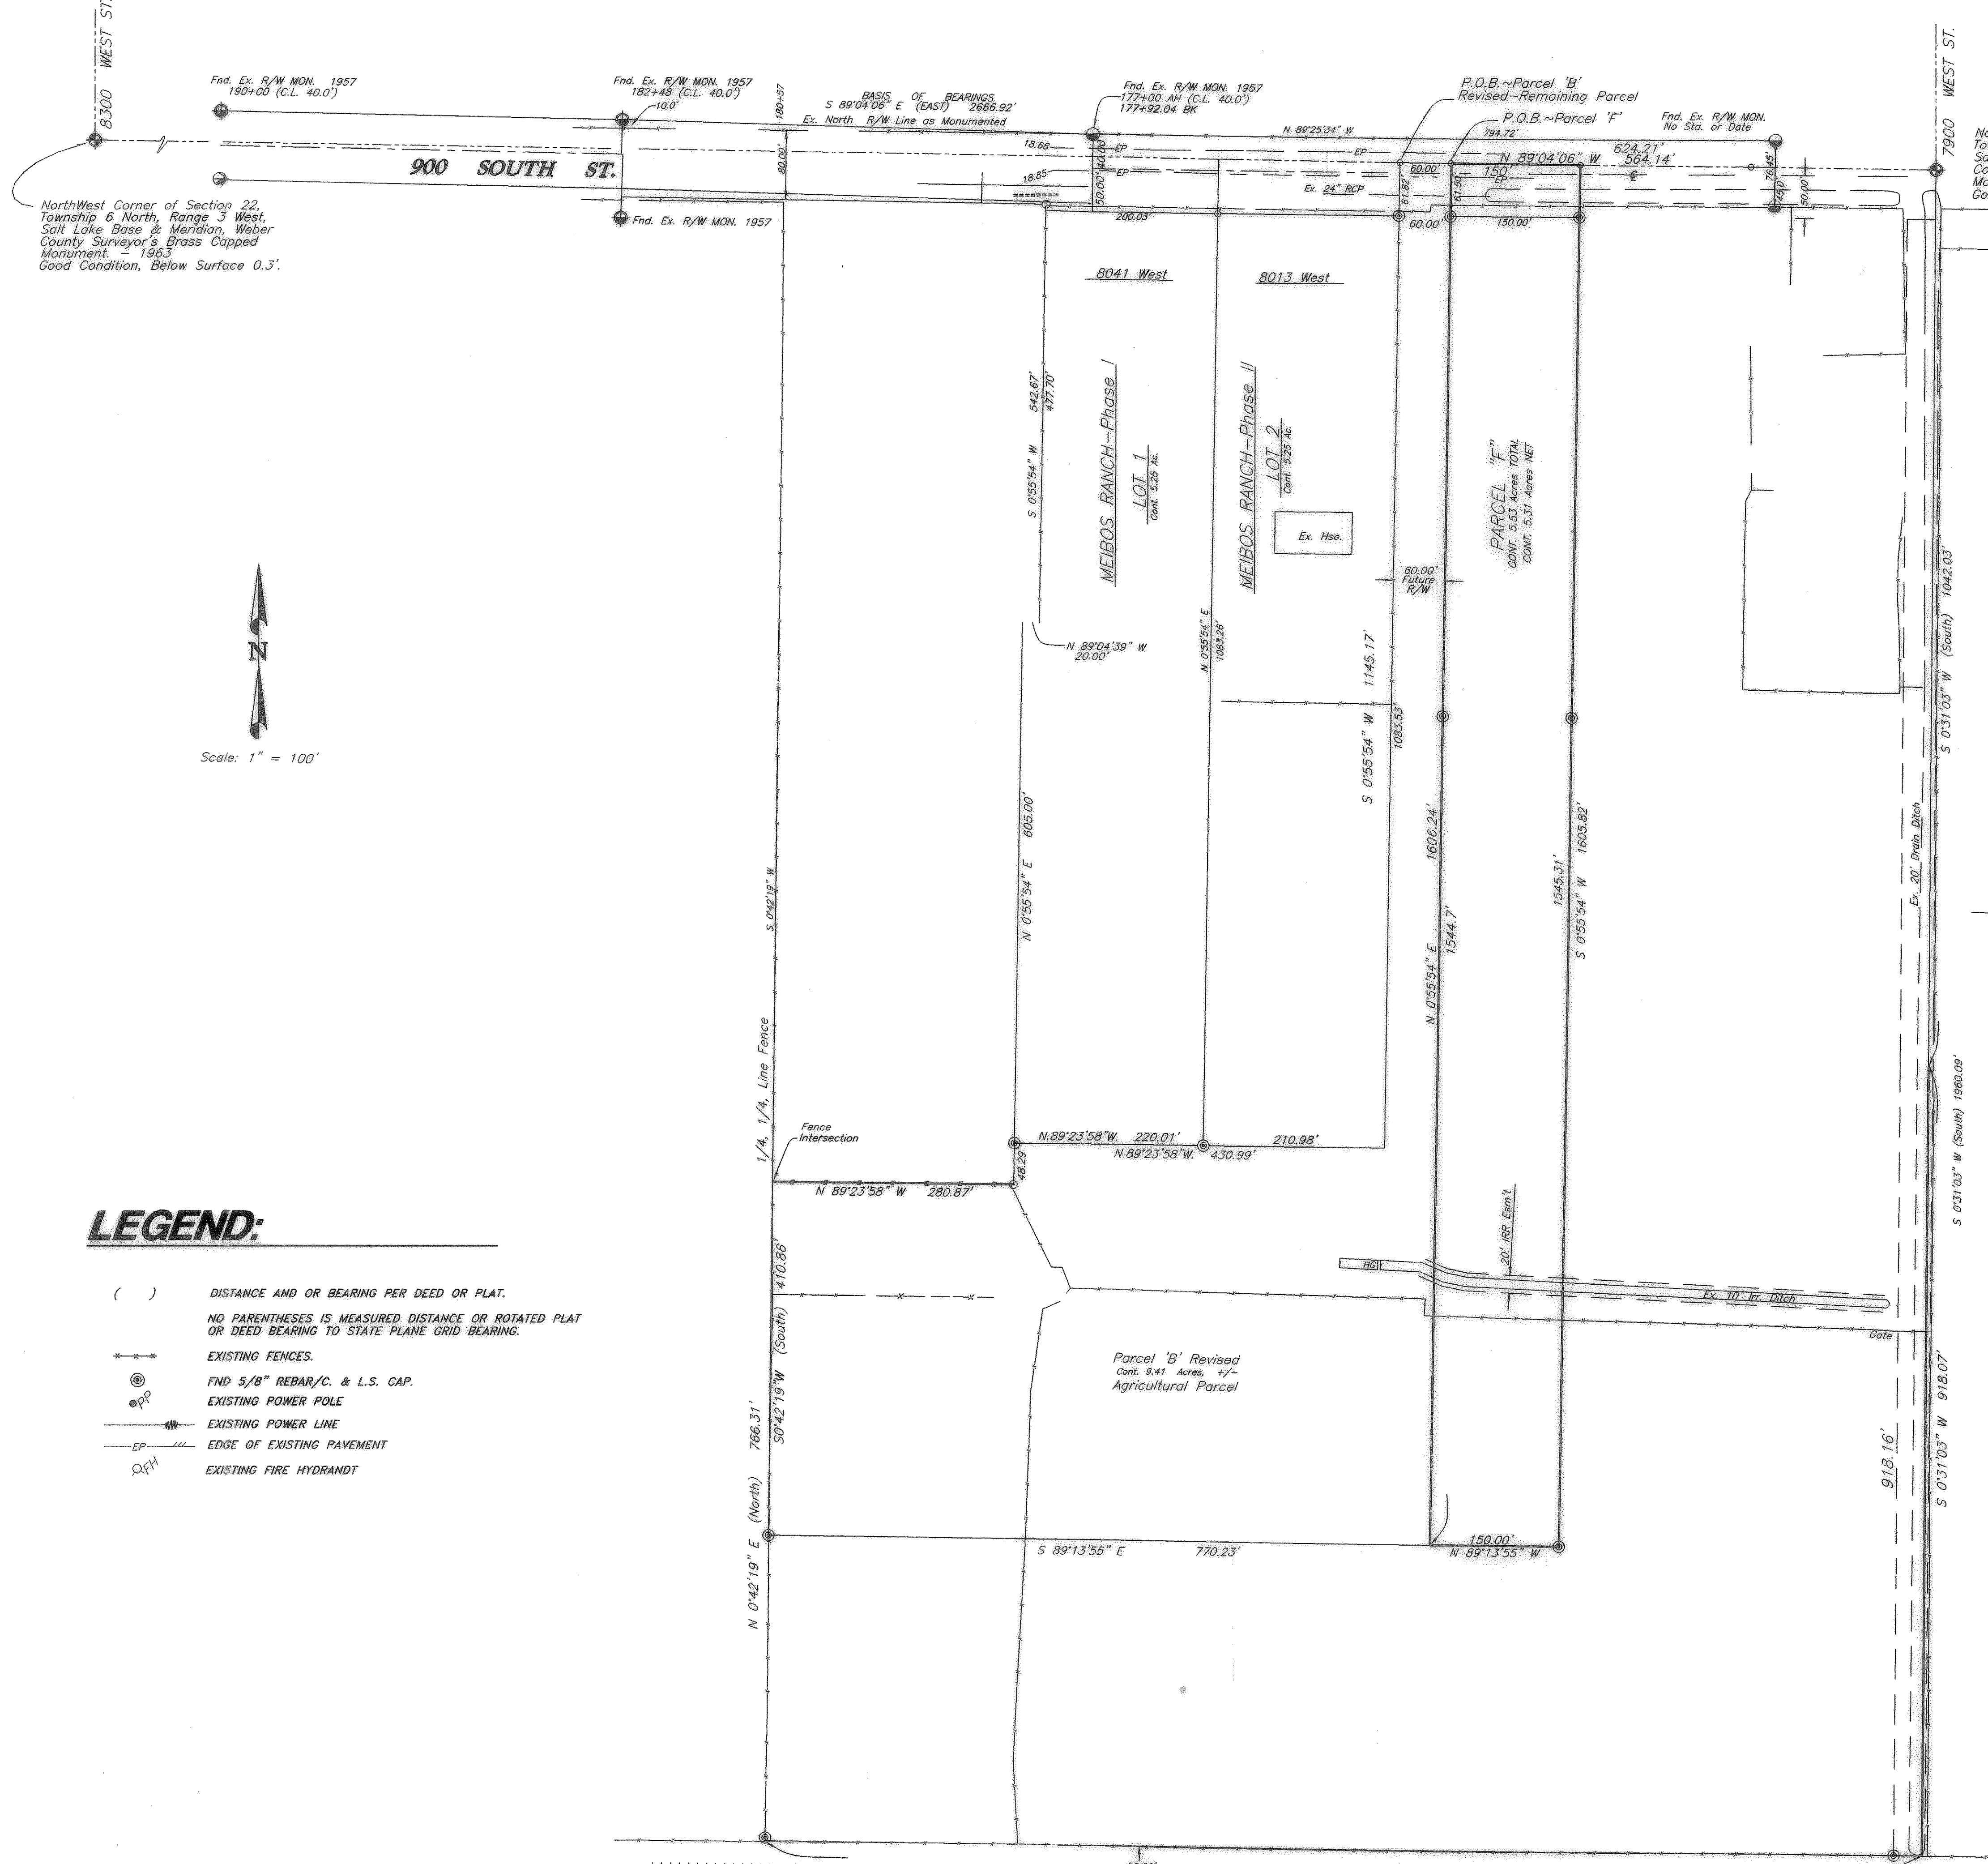 8300 WEST ST.
Fnd. Ex. R/W MON. 1957
190+00 (C.L. 40.0')
Fnd. Ex. R/W MON. 1957
182+48 (C.L. 40.0')
10.0'
180+57
80.00'
BASIS OF BEARINGS
S 89°04'06" E (EAST) 2666.92'
Ex. North R/W Line as Monumented
Fnd. Ex. R/W MON. 1957
177+00 AH (C.L. 40.0')
177+92.04 BK
P.O.B.~Parcel 'B'
Revised-Remaining Parcel
P.O.B.~Parcel 'F'
Fnd. Ex. R/W MON.
No Sta. or Date
7900 WEST ST.
N 89°25'34" W
794.72'
624.21'
N 89°04'06" W 564.14'
150'
60.00'
61.82'
61.50'
18.68
18.85
EP
EP
EP
EP
50.00'
40.00'
Ex. 24" RCP
76.45'
45.0'
50.00'
200.03'
60.00'
150.00'
900 SOUTH ST.
Fnd. Ex. R/W MON. 1957
NorthWest Corner of Section 22,
Township 6 North, Range 3 West,
Salt Lake Base & Meridian, Weber
County Surveyor's Brass Capped
Monument. - 1963
Good Condition, Below Surface 0.3'.
8041 West
8013 West
S 0°55'54" W 542.67'
477.70'
MEIBOS RANCH-Phase I
LOT 1
Cont. 5.25 Ac.
MEIBOS RANCH-Phase II
LOT 2
Cont. 5.25 Ac.
Ex. Hse.
PARCEL "F"
CONT. 5.53 Acres TOTAL
CONT. 5.31 Acres NET
60.00'
Future
R/W
N 89°04'39" W
20.00'
N 0°55'54" E
1083.26'
S 0°55'54" W 1145.17'
1083.53'
N
Scale: 1" = 100'
S 0°42'19" W
N 0°55'54" E 605.00'
N 0°55'54" E 1606.24'
1544.7'
1545.31'
S 0°55'54" W 1605.82'
S 0°31'03" W (South) 1042.03'
Ex. 20' Drain Ditch
S 0°31'03" W (South) 1960.09'
1/4, 1/4, Line Fence
Fence
Intersection
N.89°23'58"W. 220.01'
210.98'
N.89°23'58"W. 430.99'
48.29'
N 89°23'58" W 280.87'
20' IRR Esm't
HG
Ex. 10' Irr. Ditch
Gate
S0°42'19"W (South) 410.86'
Parcel 'B' Revised
Cont. 9.41 Acres, +/-
Agricultural Parcel
N 0°42'19" E (North) 766.31'
918.16'
S 0°31'03" W 918.07'
S 89°13'55" E 770.23'
150.00'
N 89°13'55" W
LEGEND:
( ) DISTANCE AND OR BEARING PER DEED OR PLAT.
NO PARENTHESES IS MEASURED DISTANCE OR ROTATED PLAT
OR DEED BEARING TO STATE PLANE GRID BEARING.
EXISTING FENCES.
FND 5/8" REBAR/C. & L.S. CAP.
PP EXISTING POWER POLE
EXISTING POWER LINE
EP EDGE OF EXISTING PAVEMENT
FH EXISTING FIRE HYDRANDT